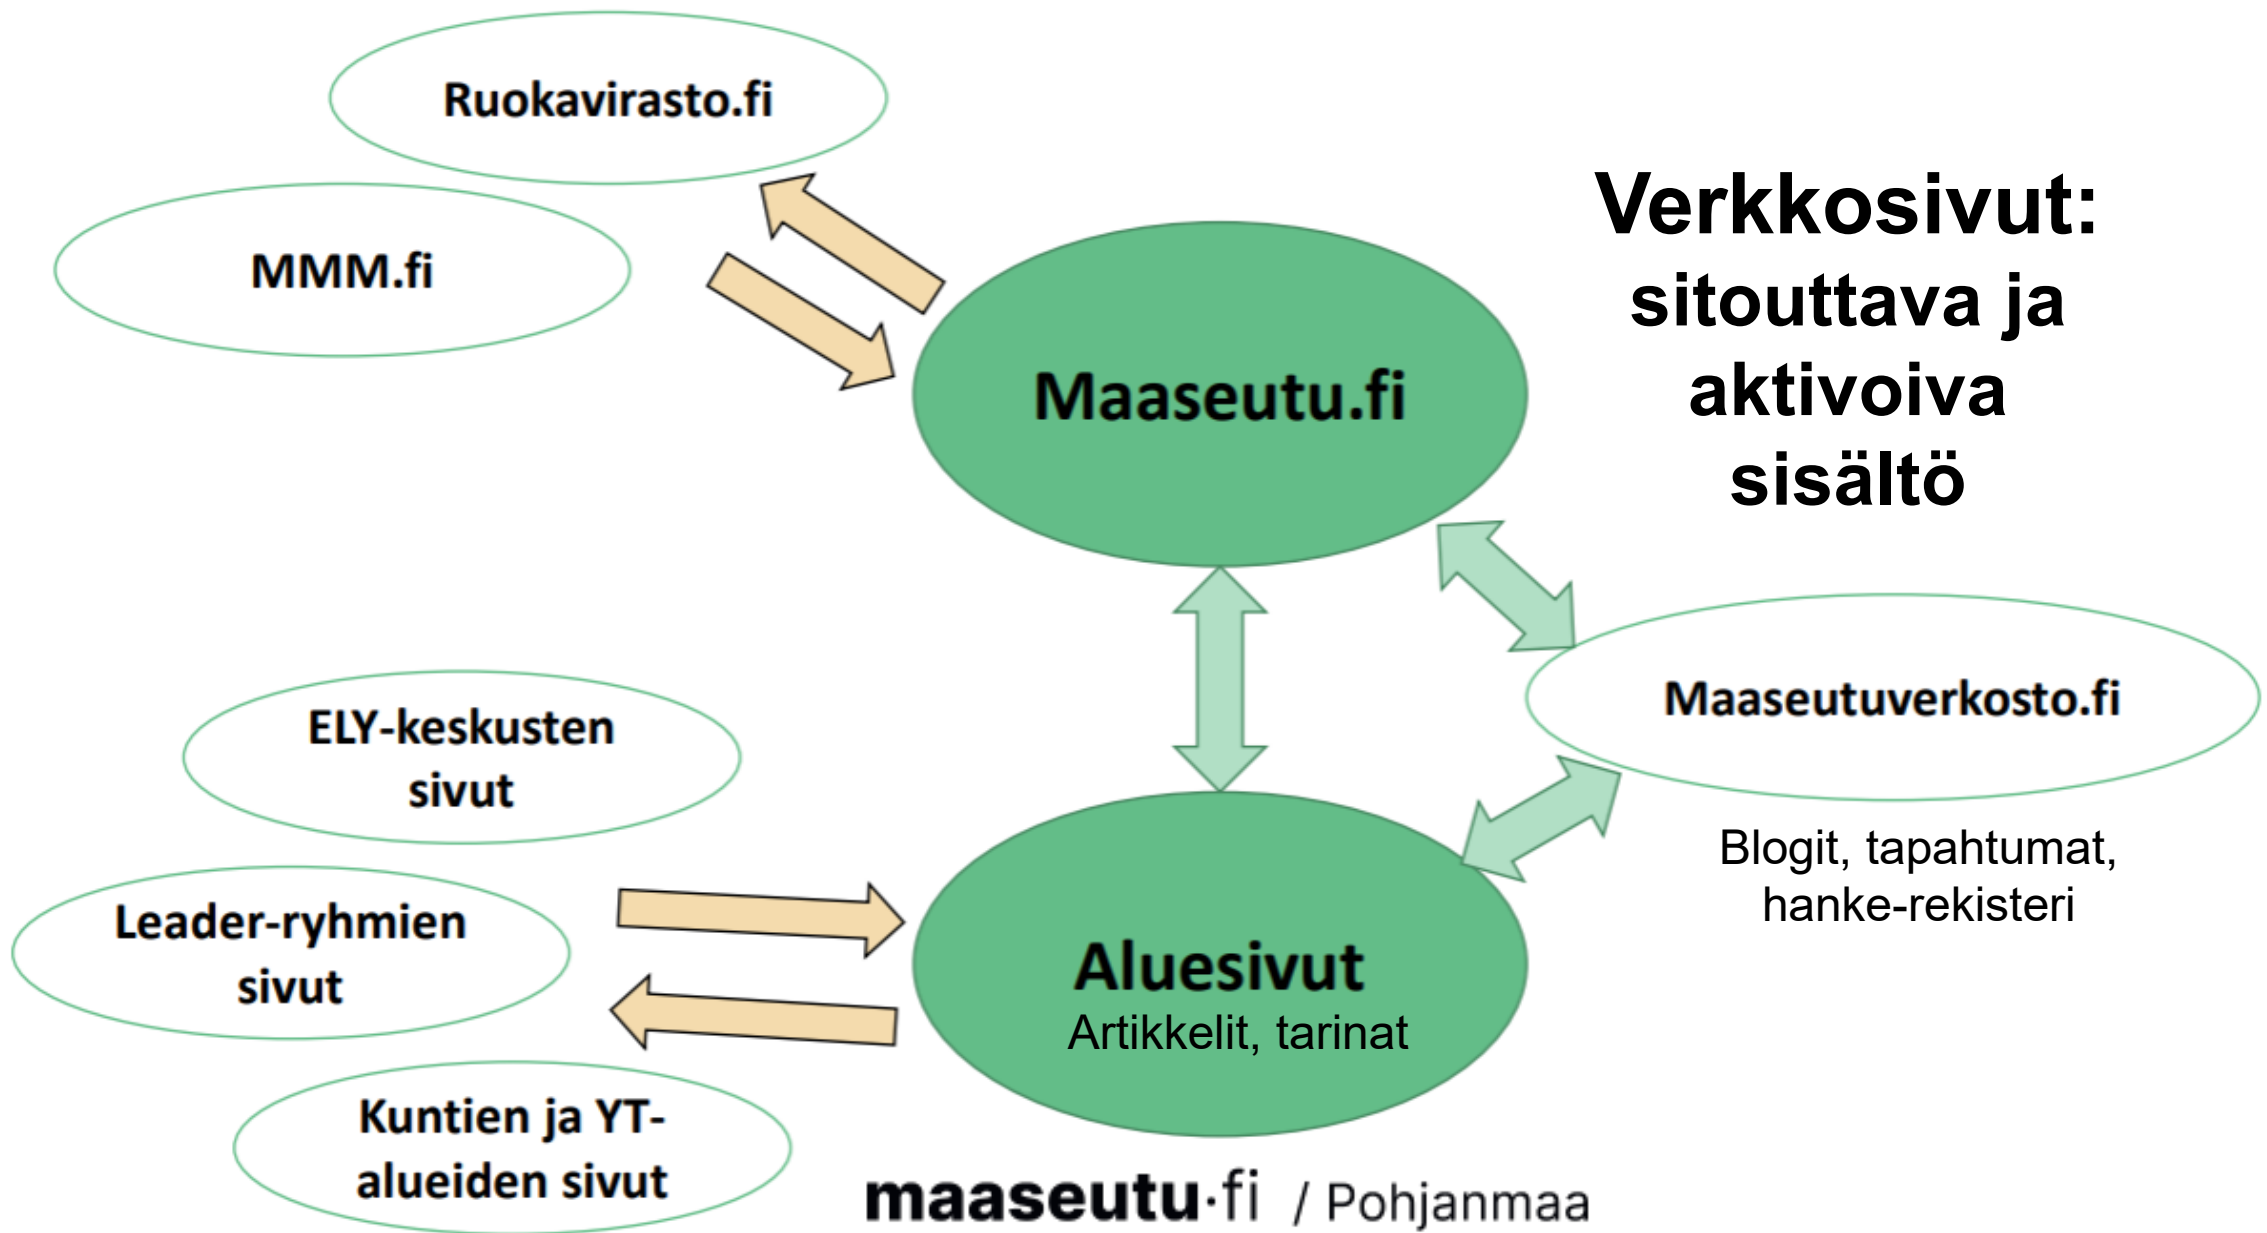 Ruokavirasto.fi
MMM.fi
Verkkosivut:
sitouttava ja
aktivoiva
sisältö
Maaseutu.fi
Maaseutuverkosto.fi
Blogit, tapahtumat,
hanke-rekisteri
ELY-keskusten
sivut
Leader-ryhmien
sivut
Kuntien ja YT-
alueiden sivut
Aluesivut
Artikkelit, tarinat
maaseutu·fi / Pohjanmaa